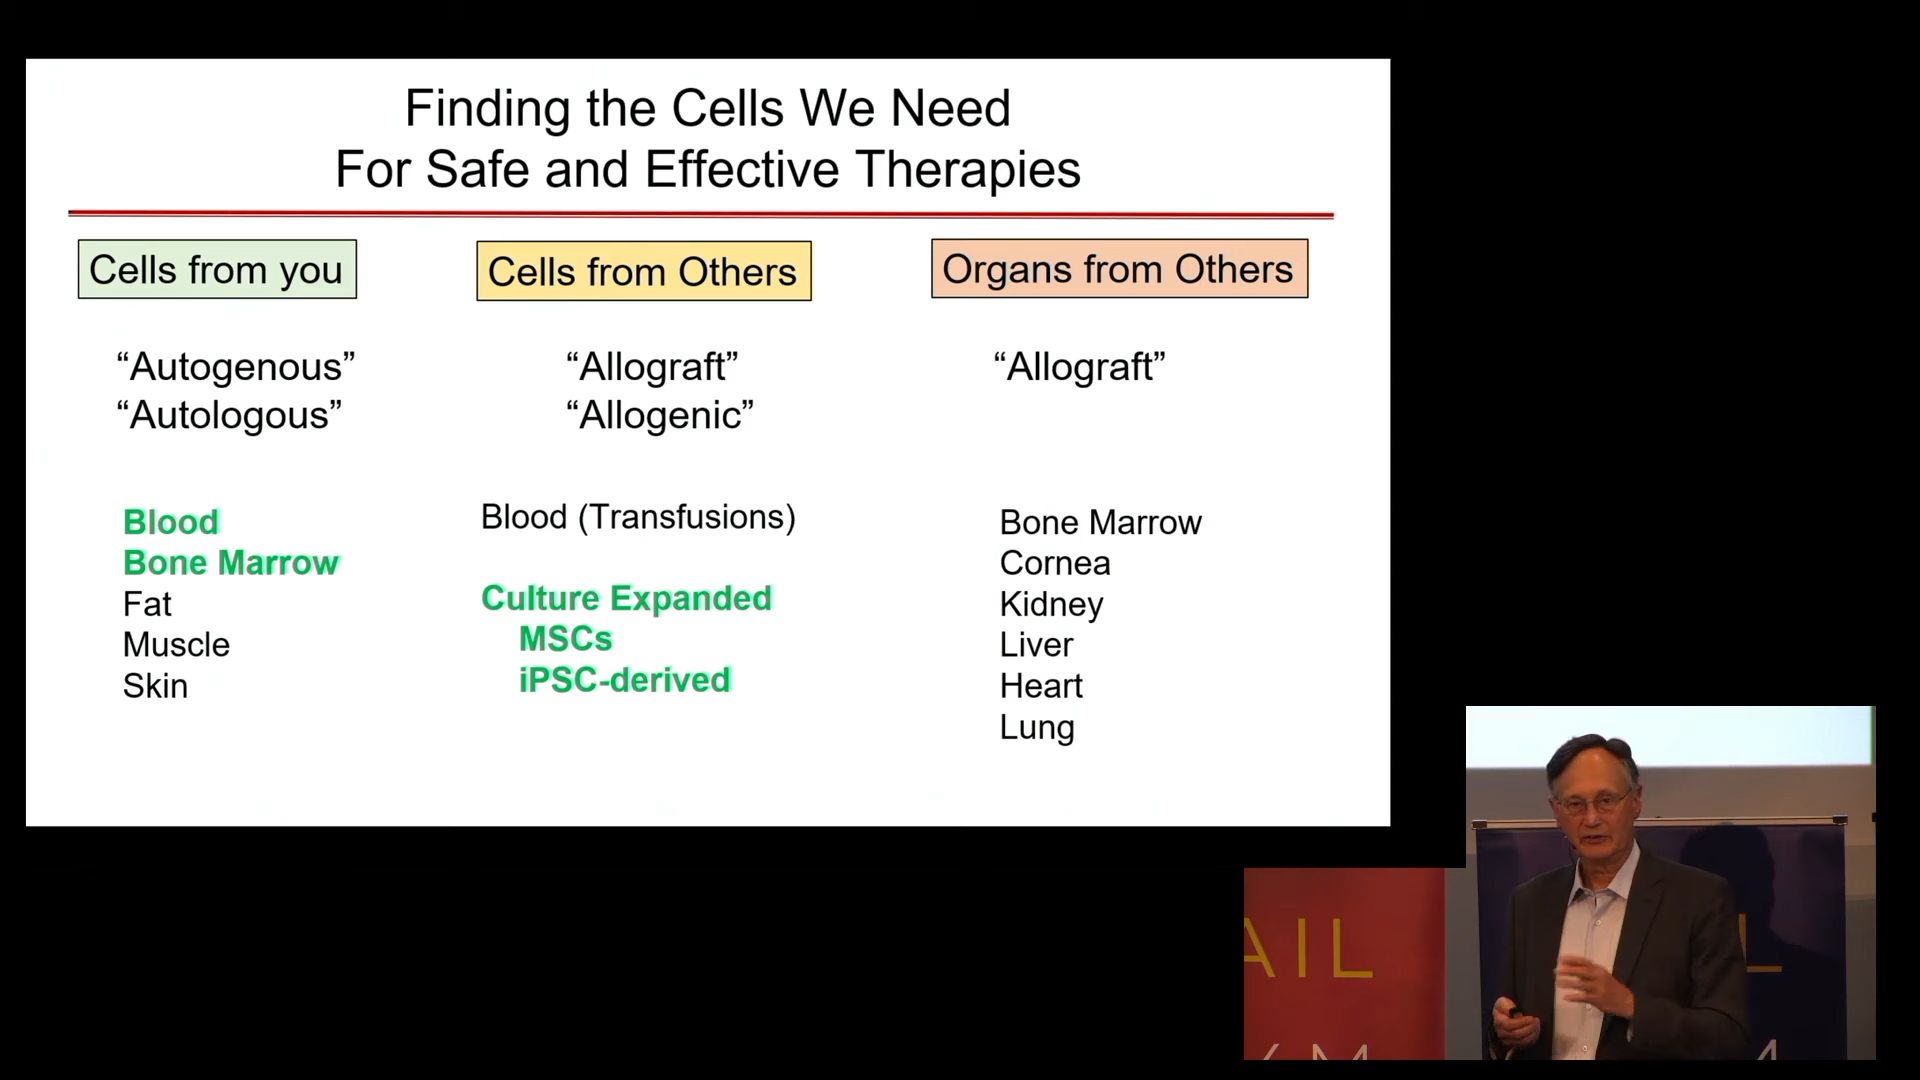 Finding the Cells We Need
For Safe and Effective Therapies
Cells from you
Cells from Others
Organs from Others
“Autogenous”
“Autologous”
“Allograft”
“Allogenic”
“Allograft”
Blood
Bone Marrow
Fat
Muscle
Skin
Blood (Transfusions)
Culture Expanded
MSCs
iPSC-derived
Bone Marrow
Cornea
Kidney
Liver
Heart
Lung
AIL
L